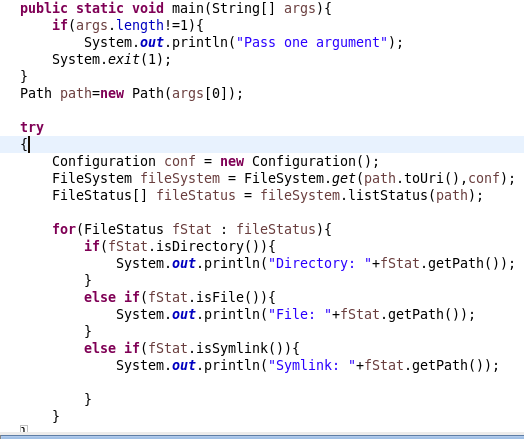 public static void main(String[] args){
if(args.length!=1){
System.out.println("Pass one argument");
System.exit(1);
}
Path path=new Path(args[0]);
try
{
Configuration conf = new Configuration();
FileSystem fileSystem = FileSystem.get(path.toUri(),conf);
FileStatus[] fileStatus = fileSystem.listStatus(path);
for(FileStatus fStat : fileStatus){
if(fStat.isDirectory()){
System.out.println("Directory: "+fStat.getPath());
}
else if(fStat.isFile()){
System.out.println("File: "+fStat.getPath());
}
else if(fStat.isSymlink()){
System.out.println("Symlink: "+fStat.getPath());
}
}
}